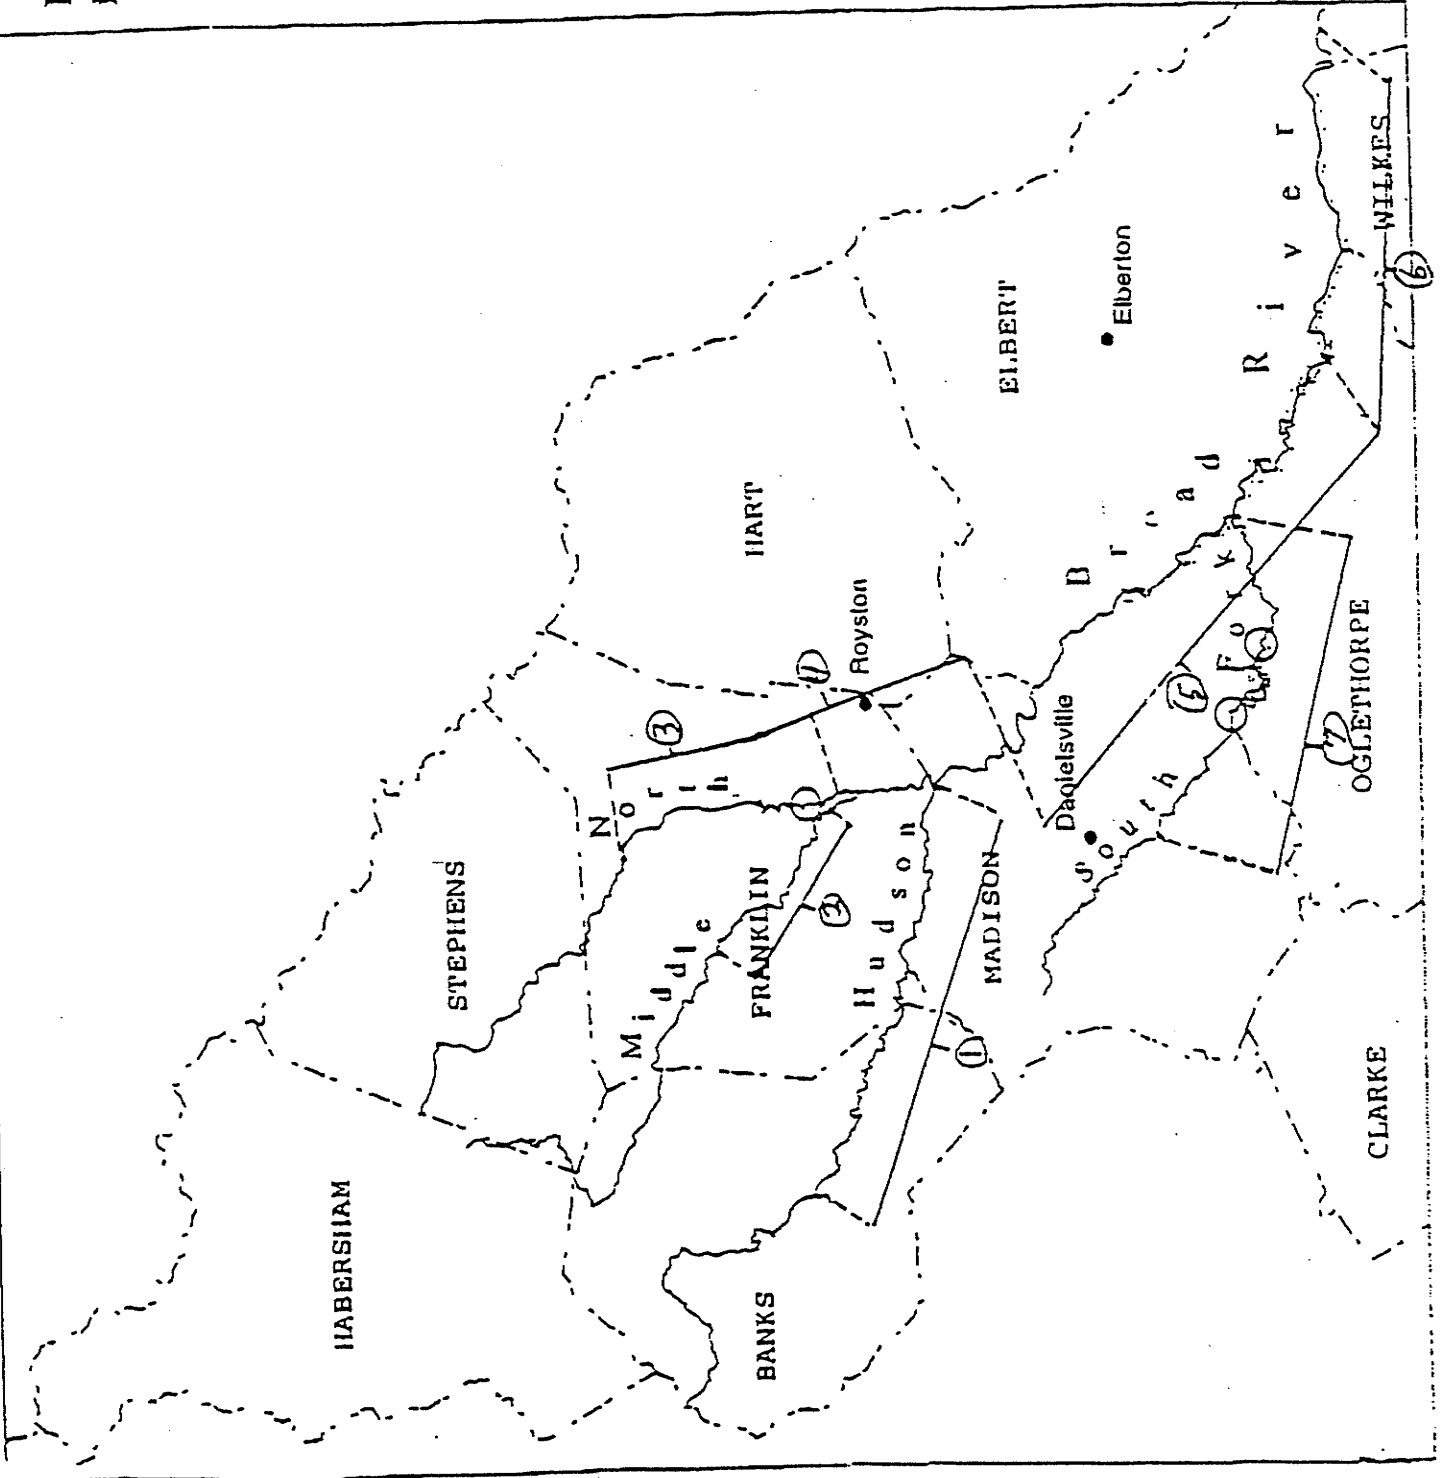 HABERSHAM
STEPHENS
North
Middle
3
HART
FRANKLIN
BANKS
2
Royston
Hudson
1
MADISON
ELBERT
Danielsville
Elberton
Broad River
South Fork
5
7
OGLETHORPE
CLARKE
WILKES
6